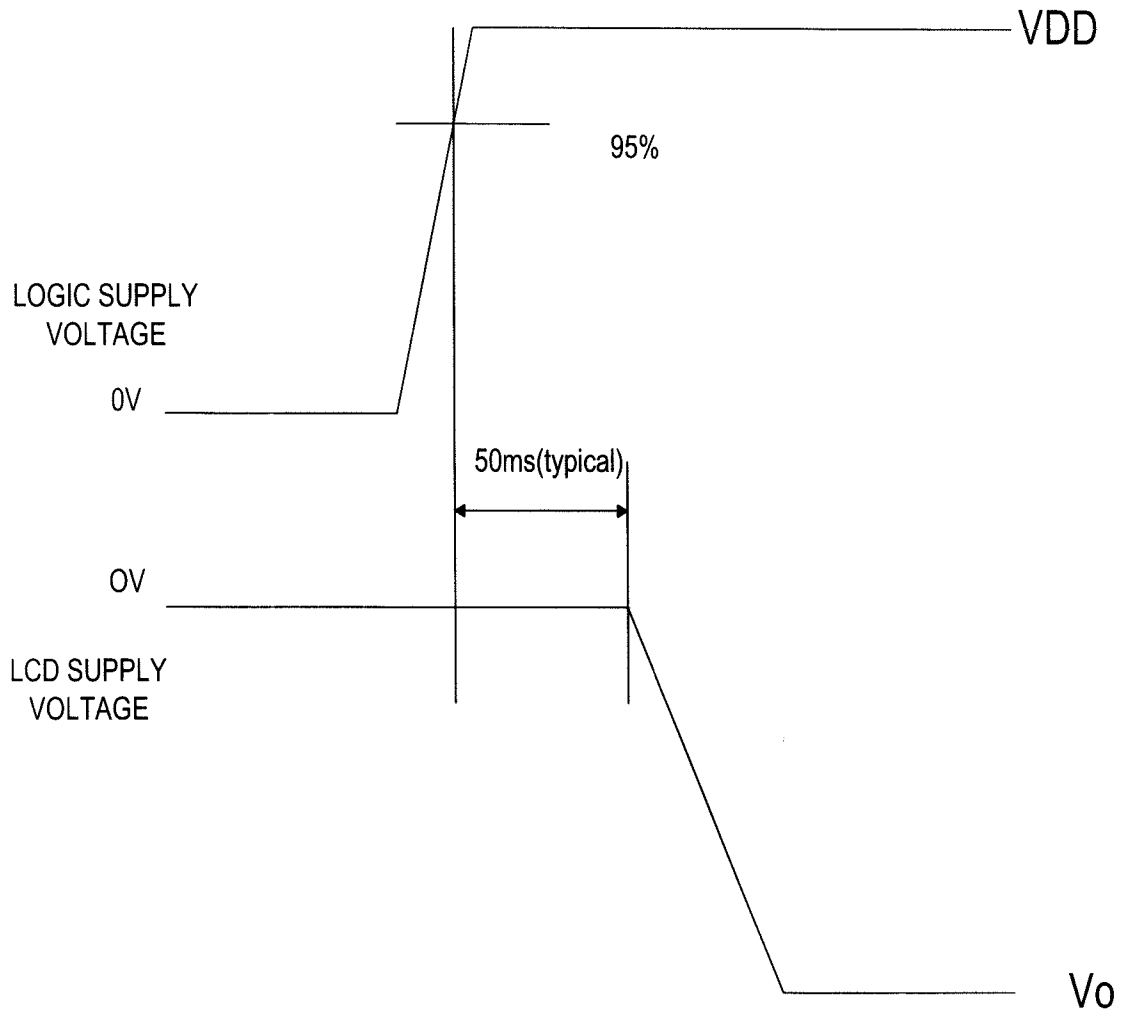 VDD
95%
LOGIC SUPPLY
VOLTAGE
0V
50ms(typical)
OV
LCD SUPPLY
VOLTAGE
Vo